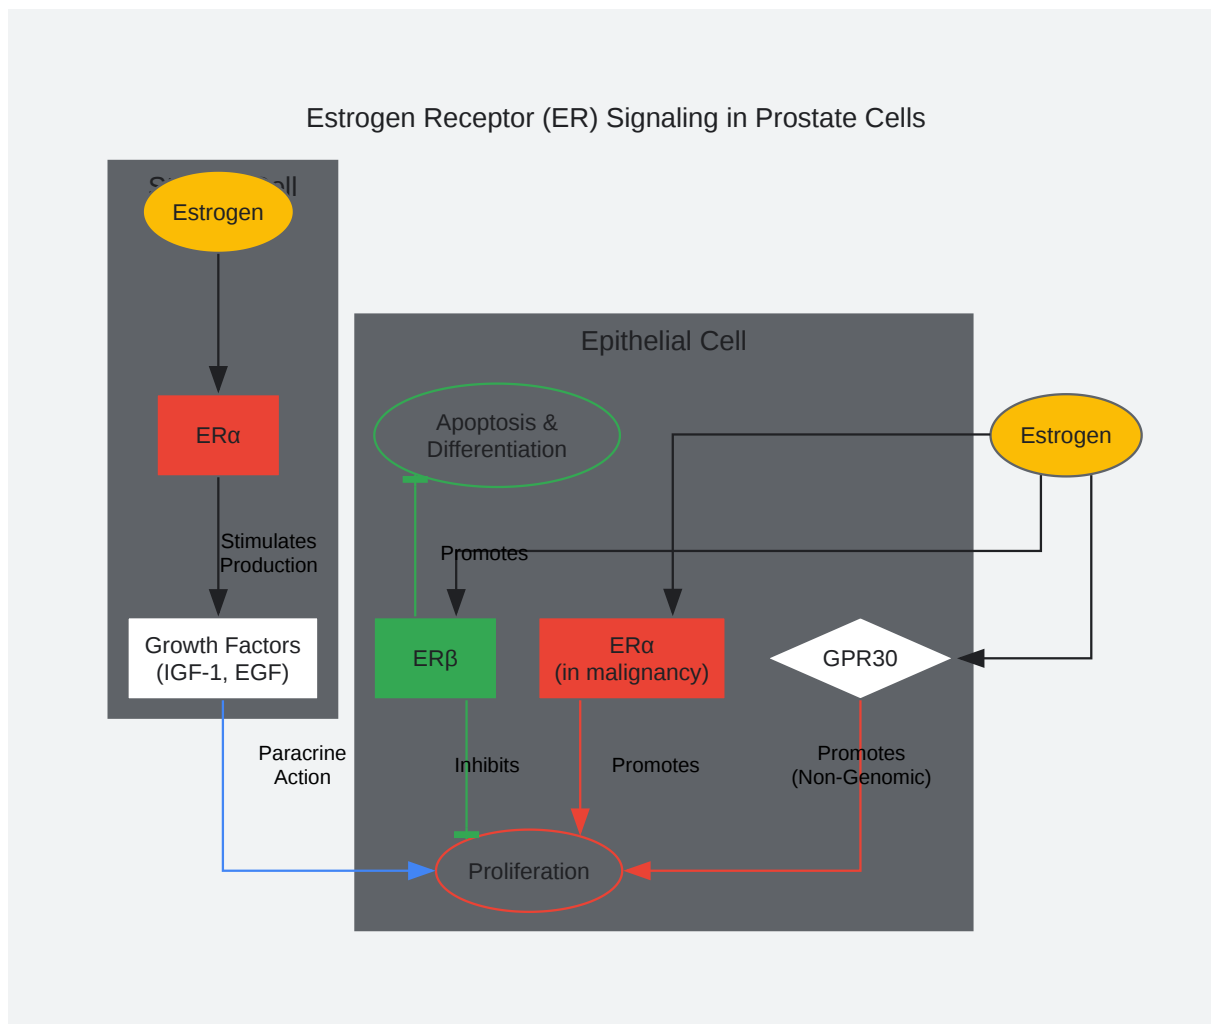 Estrogen Receptor (ER) Signaling in Prostate Cells
Estrogen
ERα
Stimulates
Production
Growth Factors
(IGF-1, EGF)
Paracrine
Action
Epithelial Cell
Apoptosis &
Differentiation
Estrogen
Promotes
ERβ
ERα
(in malignancy)
GPR30
Inhibits
Promotes
Promotes
(Non-Genomic)
Proliferation